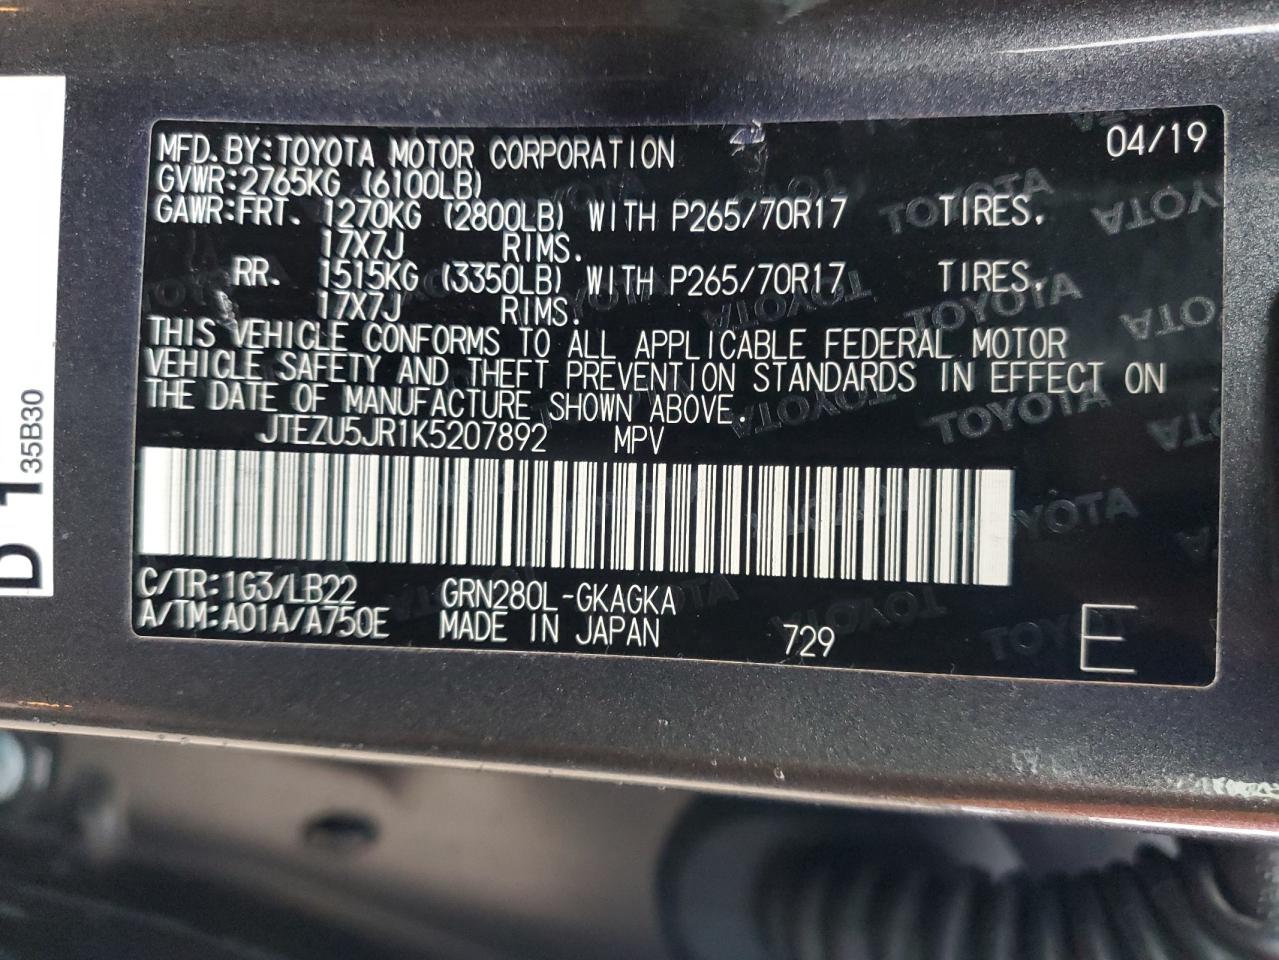 MFD.BY:TOYOTA MOTOR CORPORATION 04/19
GVWR:2765KG (6100LB)
GAWR:FRT. 1270KG (2800LB) WITH P265/70R17 TIRES,
17X7J RIMS.
RR. 1515KG (3350LB) WITH P265/70R17 TIRES,
17X7J RIMS.
THIS VEHICLE CONFORMS TO ALL APPLICABLE FEDERAL MOTOR
VEHICLE SAFETY AND THEFT PREVENTION STANDARDS IN EFFECT ON
THE DATE OF MANUFACTURE SHOWN ABOVE.
JTEZU5JR1K5207892 MPV
C/TR:1G3/LB22 GRN280L-GKAGKA
A/TM:A01A/A750E MADE IN JAPAN 729 E
35B30